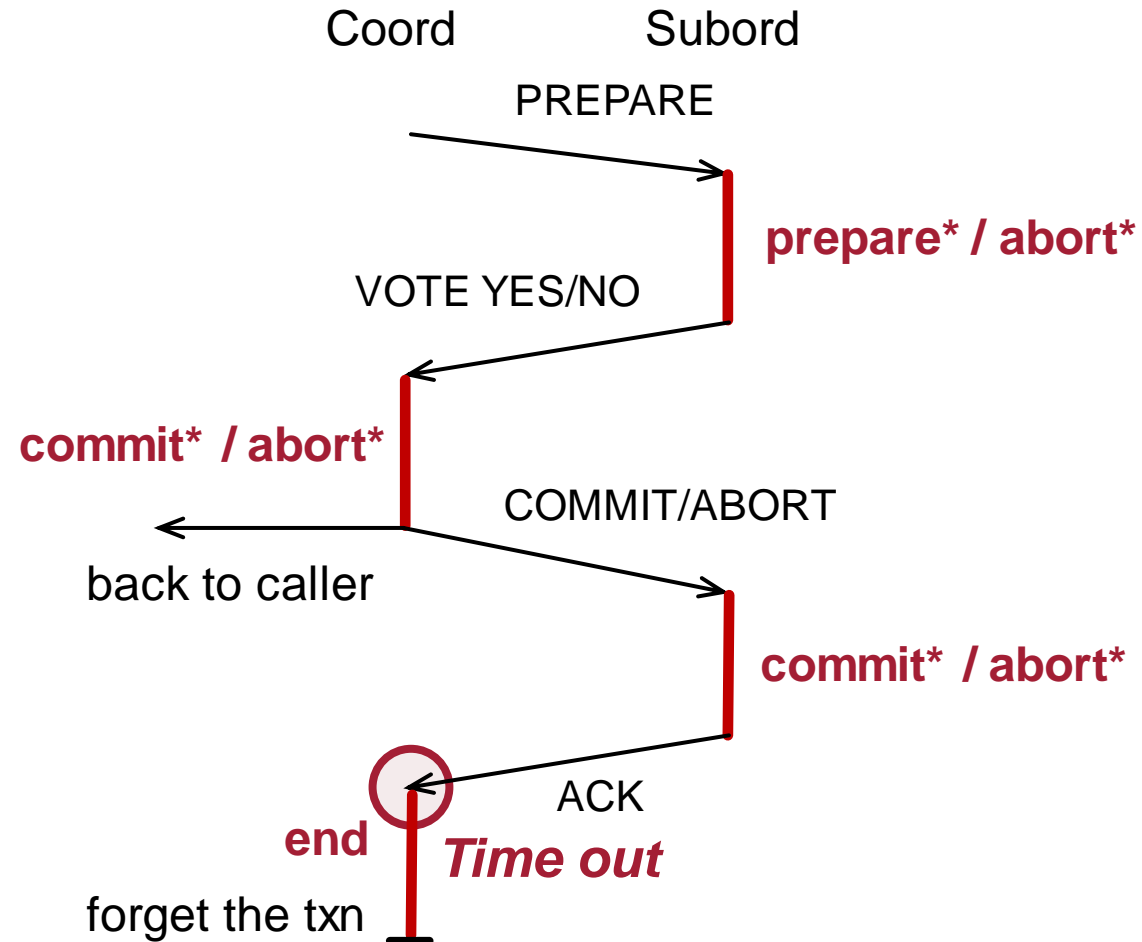 Coord Subord
PREPARE
prepare* / abort*
VOTE YES/NO
commit* / abort*
COMMIT/ABORT
back to caller
commit* / abort*
ACK
end Time out
forget the txn